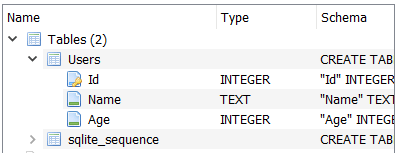 Name Type Schema
Tables (2)
Users CREATE TAB
Id INTEGER "Id" INTEGER
Name TEXT "Name" TEXT
Age INTEGER "Age" INTEGER
sqlite_sequence CREATE TAB